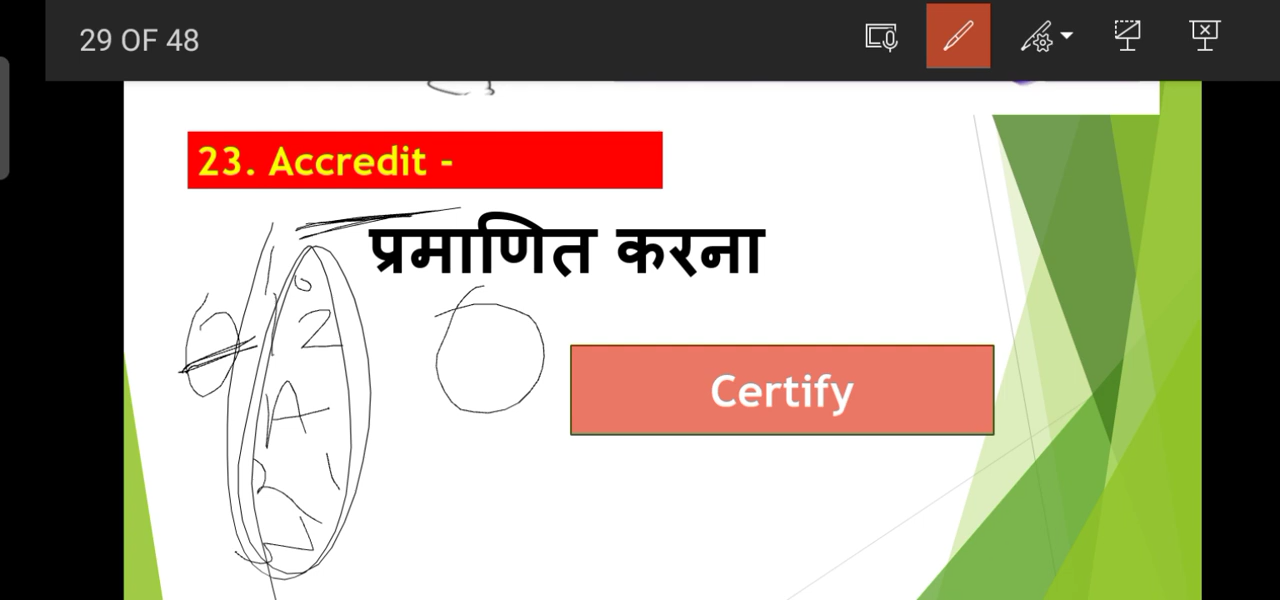 29 OF 48
23. Accredit -
प्रमाणित करना
Certify